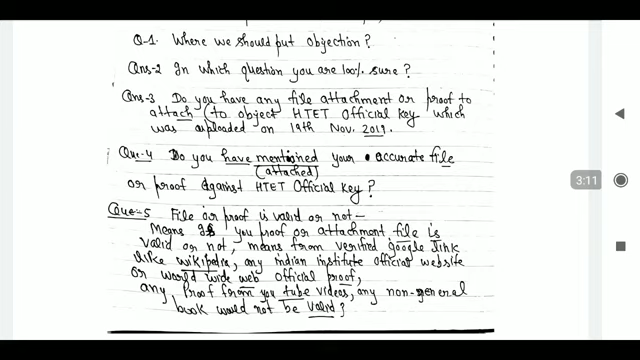 Q-1. Where we should put objection?
Qns-2 In which question you are 100% sure?
Qns-3 Do you have any file attachment or proof to
attach (to object HTET Official Key which
was uploaded on 19th Nov. 2019.
Que-4 Do you have mentioned your accurate file
(attached)
or proof against HTET Official Key?
Que-5 File or proof is valid or not-
Means If you proof or attachment file is
valid or not, means from verified google link
like wikipedia, any indian institute official website
or world wide web official proof,
any proof from you tube videos, any non-general
book would not be valid?
3:11